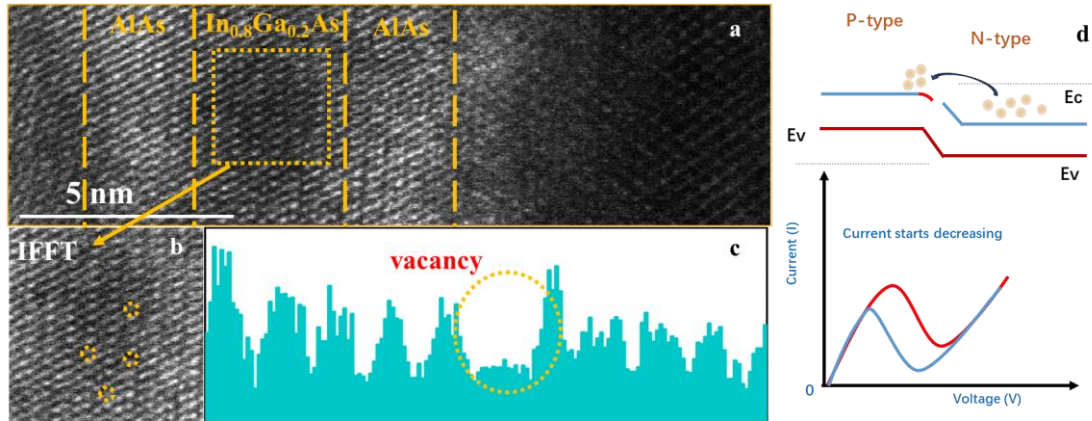 AlAs
In₀.₈Ga₀.₂As
AlAs
a
5 nm
IFFT
b
vacancy
c
P-type
N-type
d
Ec
Ev
Ev
Current (I)
Current starts decreasing
0
Voltage (V)